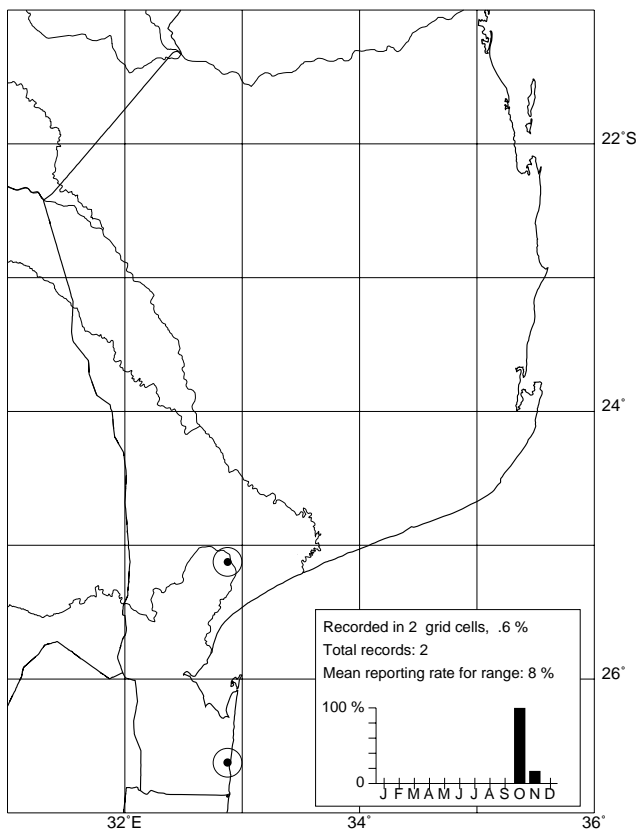 22˚S
24˚
26˚
Recorded in 2 grid cells, .6 %
Total records: 2
Mean reporting rate for range: 8 %
100 %
0
J F M A M J J A S O N D
32˚E
34˚
36˚